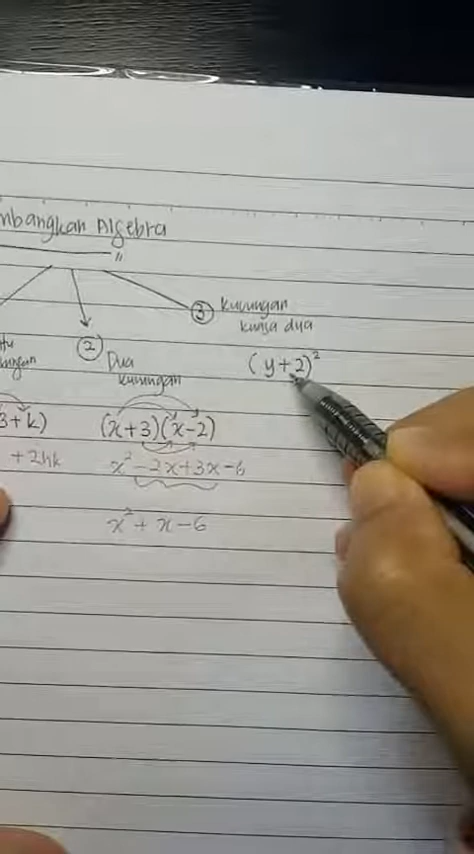 mbangkan Algebra
③ kurungan
kuasa dua
② Dua
kurungan
(y+2)²
3+k)
(x+3)(x-2)
+2hk
x²-2x+3x-6
x²+x-6